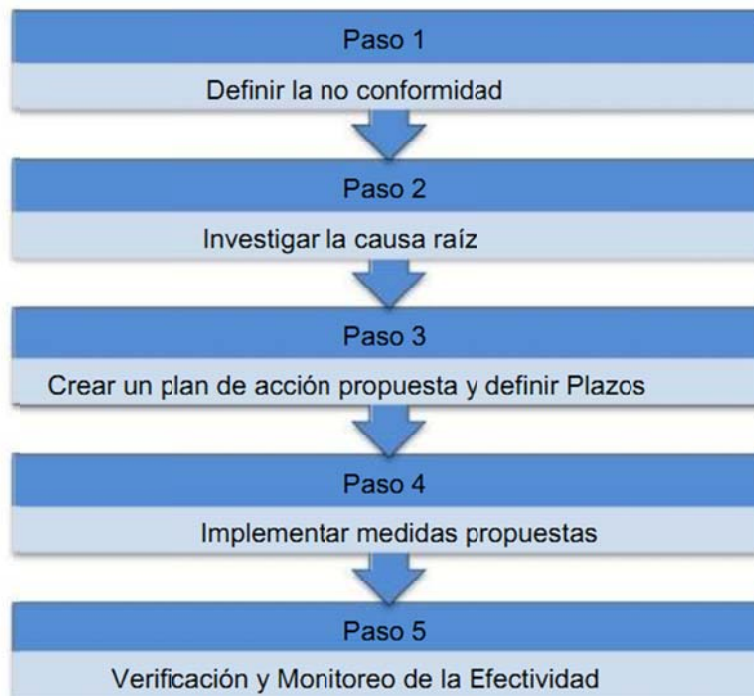 Paso 1
Definir la no conformidad
Paso 2
Investigar la causa raíz
Paso 3
Crear un plan de acción propuesta y definir Plazos
Paso 4
Implementar medidas propuestas
Paso 5
Verificación y Monitoreo de la Efectividad